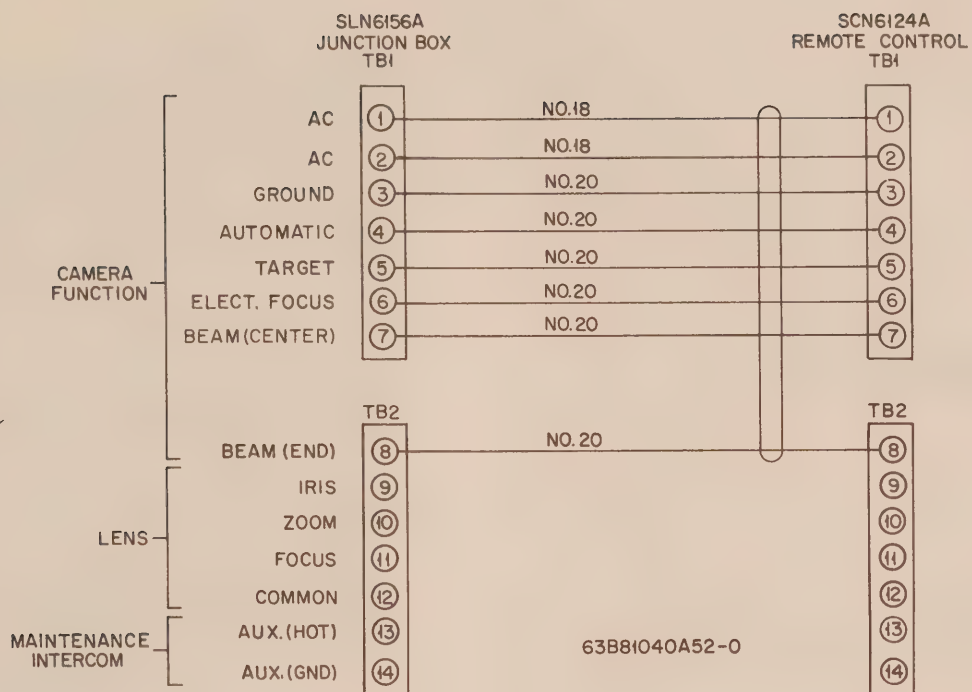 SLN6156A
JUNCTION BOX
TB1
SCN6124A
REMOTE CONTROL
TB1
AC 1 NO.18 1
AC 2 NO.18 2
GROUND 3 NO.20 3
AUTOMATIC 4 NO.20 4
TARGET 5 NO.20 5
ELECT. FOCUS 6 NO.20 6
BEAM (CENTER) 7 NO.20 7
CAMERA
FUNCTION
TB2
TB2
BEAM (END) 8 NO. 20 8
IRIS 9 9
ZOOM 10 10
LENS
FOCUS 11 11
COMMON 12 12
MAINTENANCE
INTERCOM
AUX. (HOT) 13 13
63B81040A52-0
AUX. (GND) 14 14